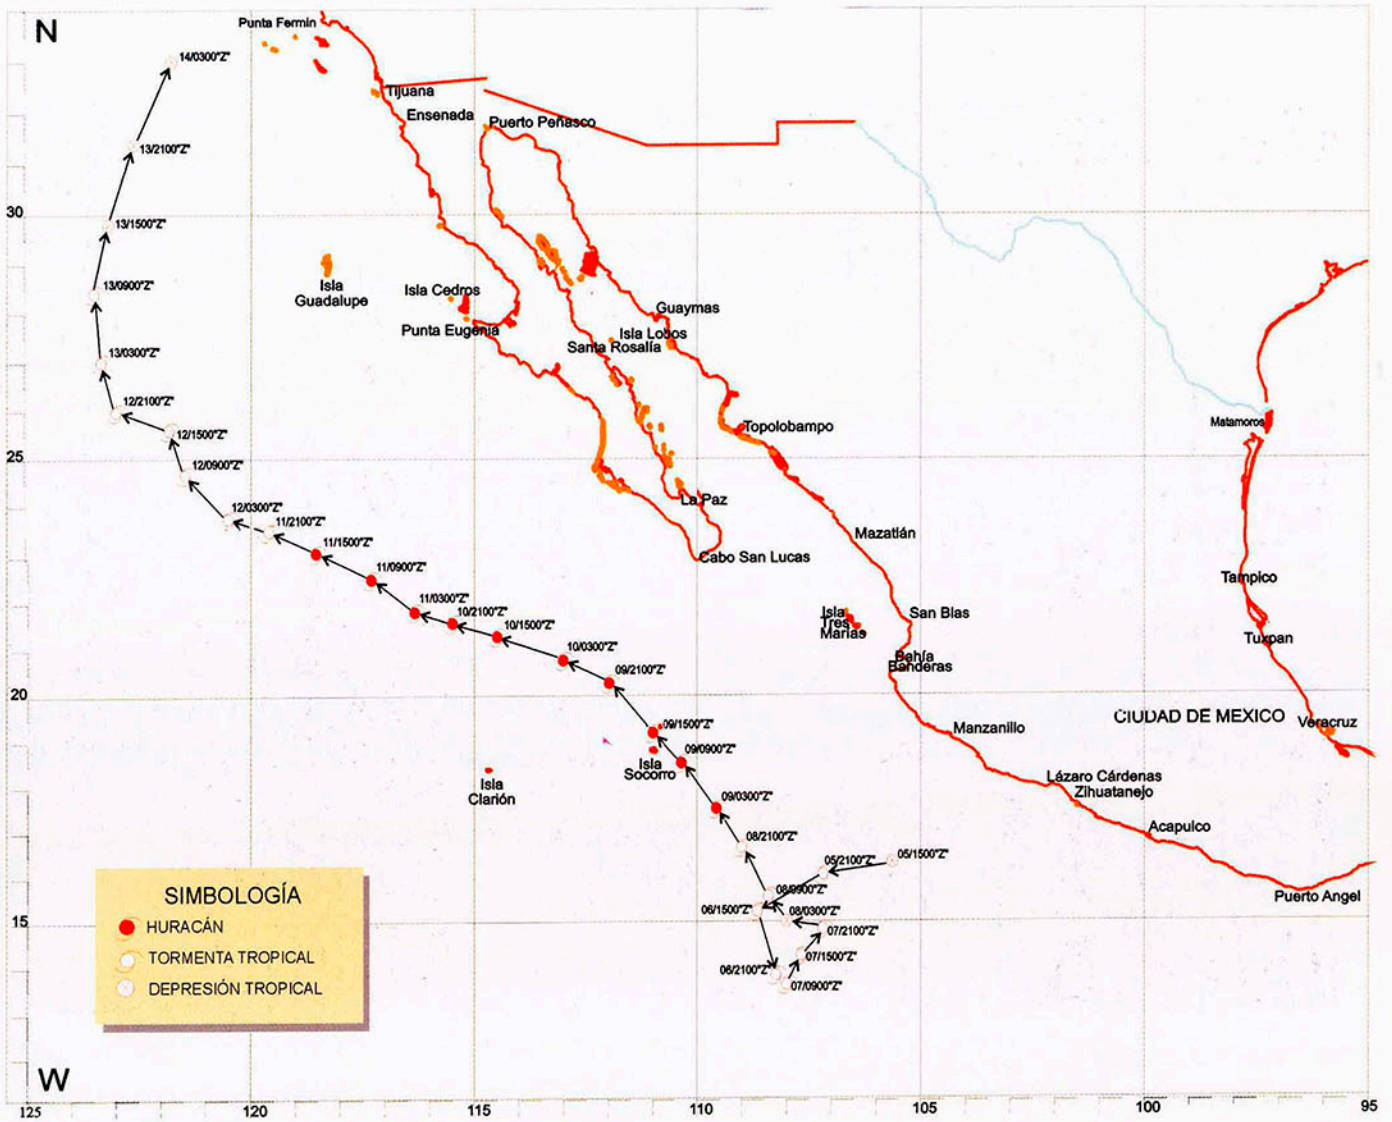 N
Punta Fermin
14/0300"Z"
Tijuana
Ensenada
Puerto Peñasco
13/2100"Z"
30
13/1500"Z"
Isla
Guadalupe
Isla Cedros
13/0900"Z"
Guaymas
Punta Eugenia
Isla Lobos
Santa Rosalía
13/0300"Z"
12/2100"Z"
Topolobampo
Matamoros
12/1500"Z"
25
12/0900"Z"
La Paz
12/0300"Z"
11/2100"Z"
Mazatlán
11/1500"Z"
Cabo San Lucas
11/0900"Z"
Tampico
11/0300"Z"
10/2100"Z"
10/1500"Z"
Isla
Tres
Marías
San Blas
Tuxpan
10/0300"Z"
Bahía
Banderas
09/2100"Z"
20
CIUDAD DE MEXICO
Veracruz
09/1500"Z"
Manzanillo
09/0900"Z"
Isla
Socorro
Isla
Clarión
Lázaro Cárdenas
Zihuatanejo
09/0300"Z"
Acapulco
08/2100"Z"
05/2100"Z"
05/1500"Z"
Puerto Angel
08/0900"Z"
06/1500"Z"
08/0300"Z"
15
07/2100"Z"
07/1500"Z"
06/2100"Z"
07/0900"Z"
SIMBOLOGÍA
HURACÁN
TORMENTA TROPICAL
DEPRESIÓN TROPICAL
W
125
120
115
110
105
100
95